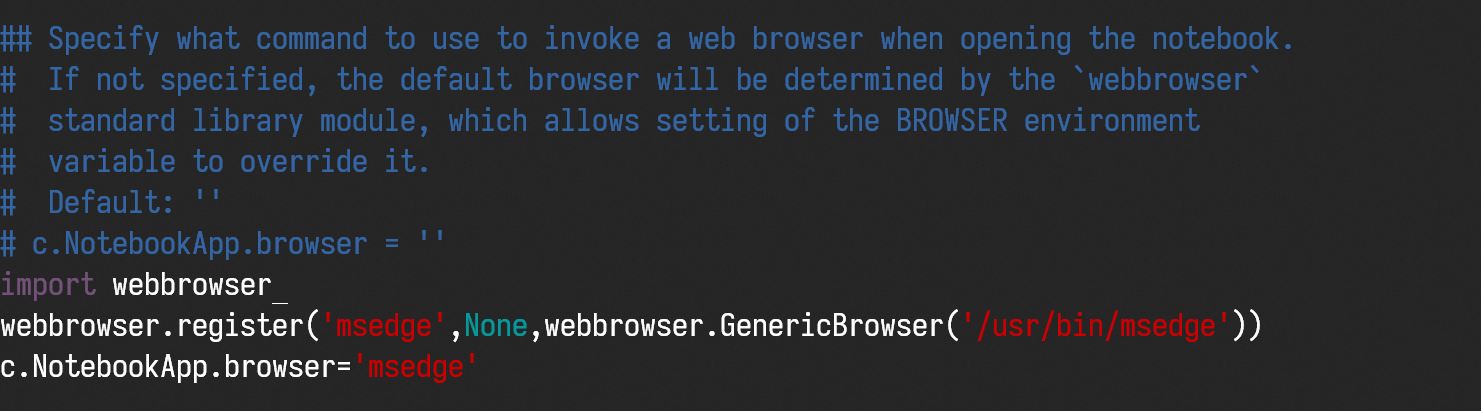 ## Specify what command to use to invoke a web browser when opening the notebook.
#  If not specified, the default browser will be determined by the `webbrowser`
#  standard library module, which allows setting of the BROWSER environment
#  variable to override it.
#  Default: ''
# c.NotebookApp.browser = ''
import webbrowser_
webbrowser.register('msedge',None,webbrowser.GenericBrowser('/usr/bin/msedge'))
c.NotebookApp.browser='msedge'